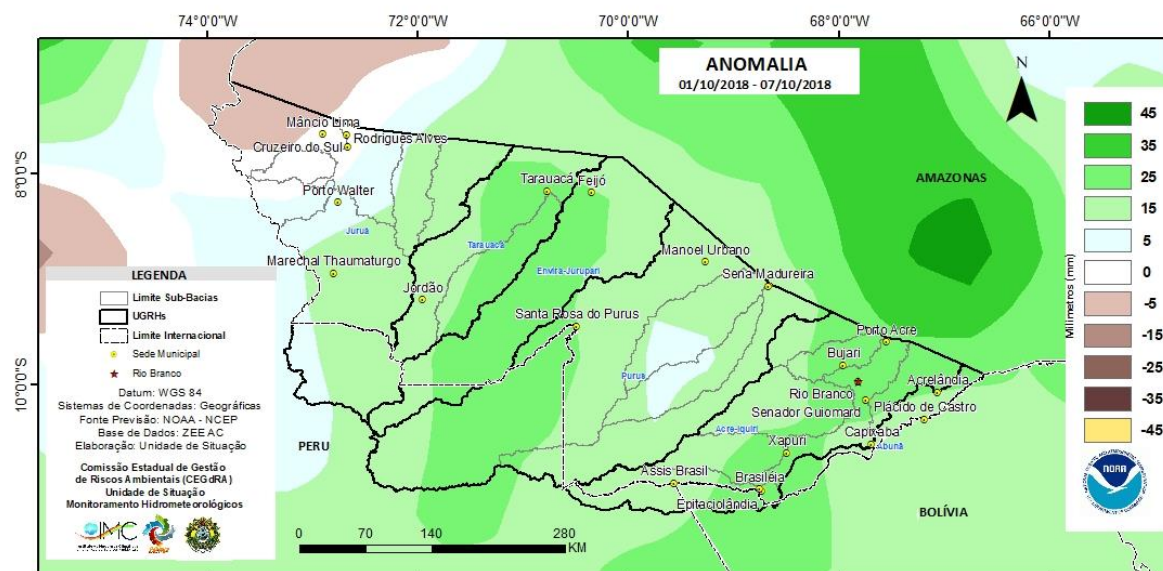 74°0'0"W
72°0'0"W
70°0'0"W
68°0'0"W
66°0'0"W
8°0'0"S
10°0'0"S
ANOMALIA
01/10/2018 - 07/10/2018
N
45
35
25
15
5
0
-5
-15
-25
-35
-45
Milímetros (mm)
NOAA
AMAZONAS
PERU
BOLÍVIA
Mâncio Lima
Rodrigues Alves
Cruzeiro do Sul
Porto Walter
Juruá
Marechal Thaumaturgo
Tarauacá
Feijó
Tarauacá
Envira-Jurupari
Jordão
Manoel Urbano
Sena Madureira
Santa Rosa do Purus
Purus
Porto Acre
Bujari
Rio Branco
Acrelândia
Senador Guiomard
Plácido de Castro
Acre-Iquiri
Capixaba
Abunã
Xapuri
Assis Brasil
Brasiléia
Epitaciolândia
LEGENDA
Limite Sub-Bacias
UGRHs
Limite Internacional
Sede Municipal
Rio Branco
Datum: WGS 84
Sistemas de Coordenadas: Geográficas
Fonte Previsão: NOAA - NCEP
Base de Dados: ZEE AC
Elaboração: Unidade de Situação
Comissão Estadual de Gestão
de Riscos Ambientais (CEGdRA)
Unidade de Situação
Monitoramento Hidrometeorológicos
IMC
0
70
140
280
KM